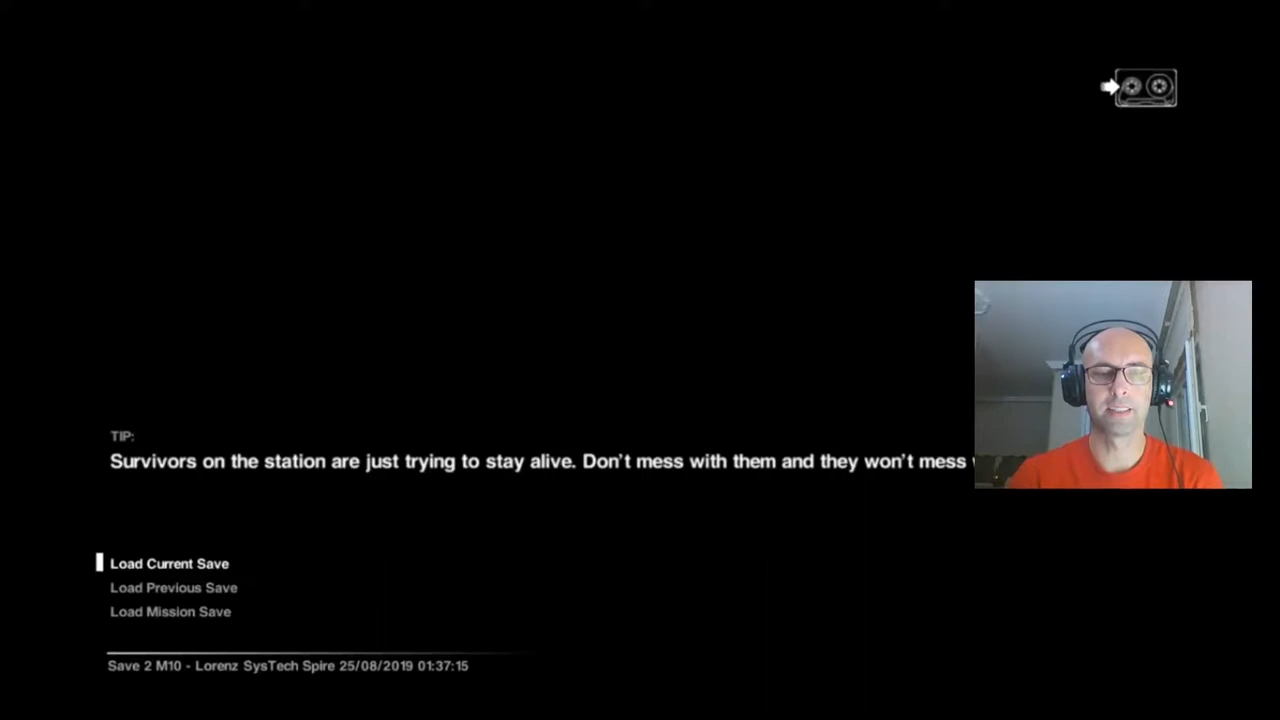 TIP:
Survivors on the station are just trying to stay alive. Don't mess with them and they won't mess
Load Current Save
Load Previous Save
Load Mission Save
Save 2 M10 - Lorenz SysTech Spire 25/08/2019 01:37:15